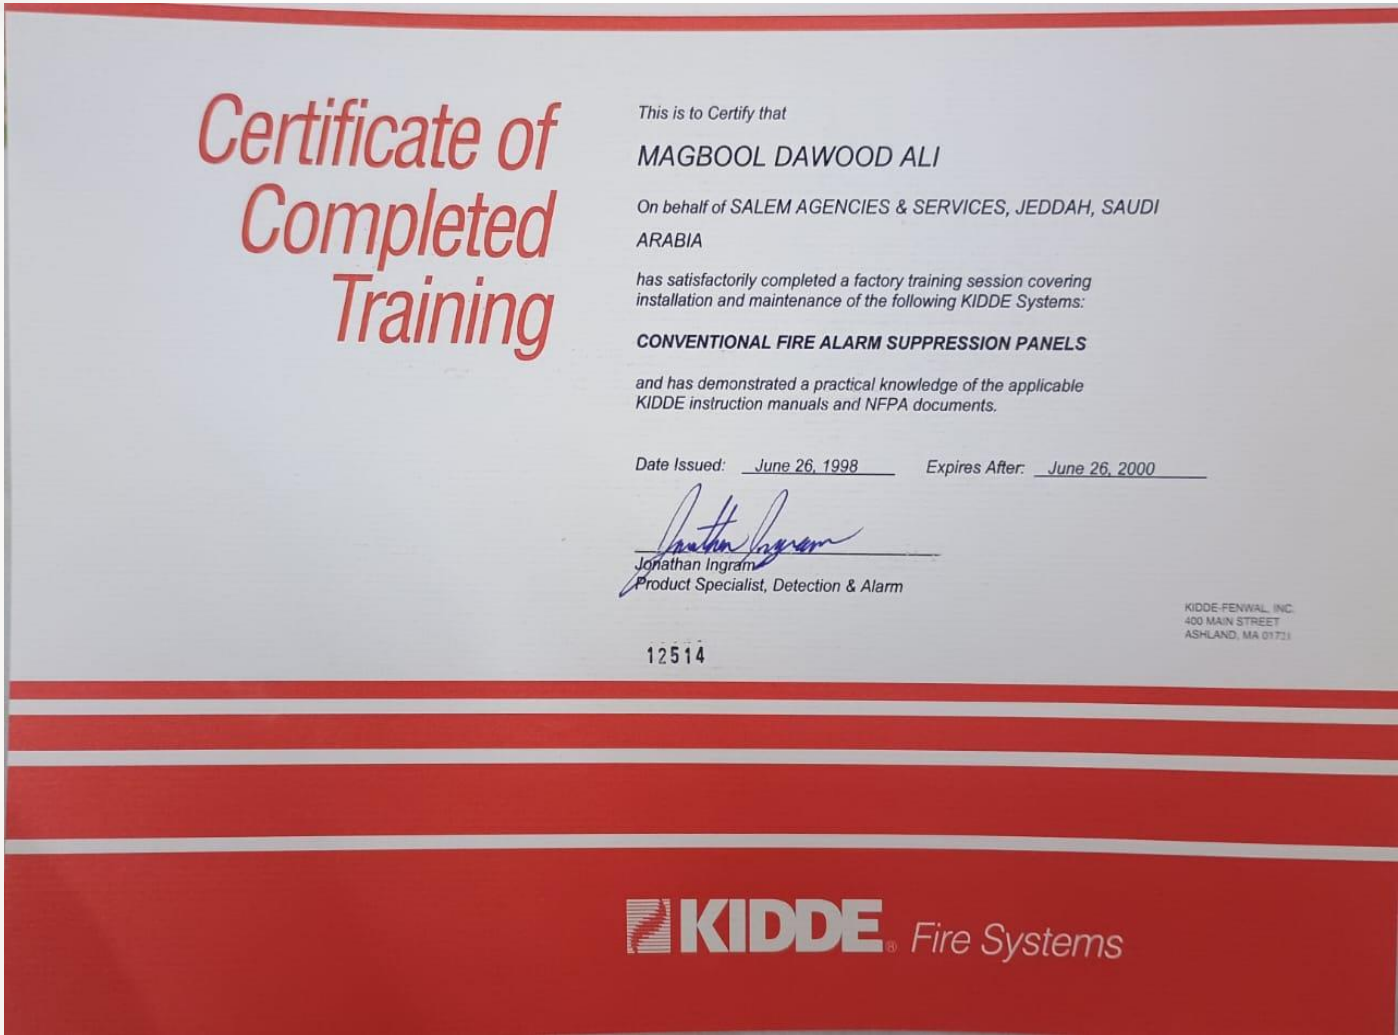 Certificate of
Completed
Training
This is to Certify that
MAGBOOL DAWOOD ALI
On behalf of SALEM AGENCIES & SERVICES, JEDDAH, SAUDI
ARABIA
has satisfactorily completed a factory training session covering
installation and maintenance of the following KIDDE Systems:
CONVENTIONAL FIRE ALARM SUPPRESSION PANELS
and has demonstrated a practical knowledge of the applicable
KIDDE instruction manuals and NFPA documents.
Date Issued: June 26, 1998 Expires After: June 26, 2000
Jonathan Ingram
Jonathan Ingram
Product Specialist, Detection & Alarm
KIDDE-FENWAL, INC.
400 MAIN STREET
ASHLAND, MA 01721
12514
KIDDE® Fire Systems